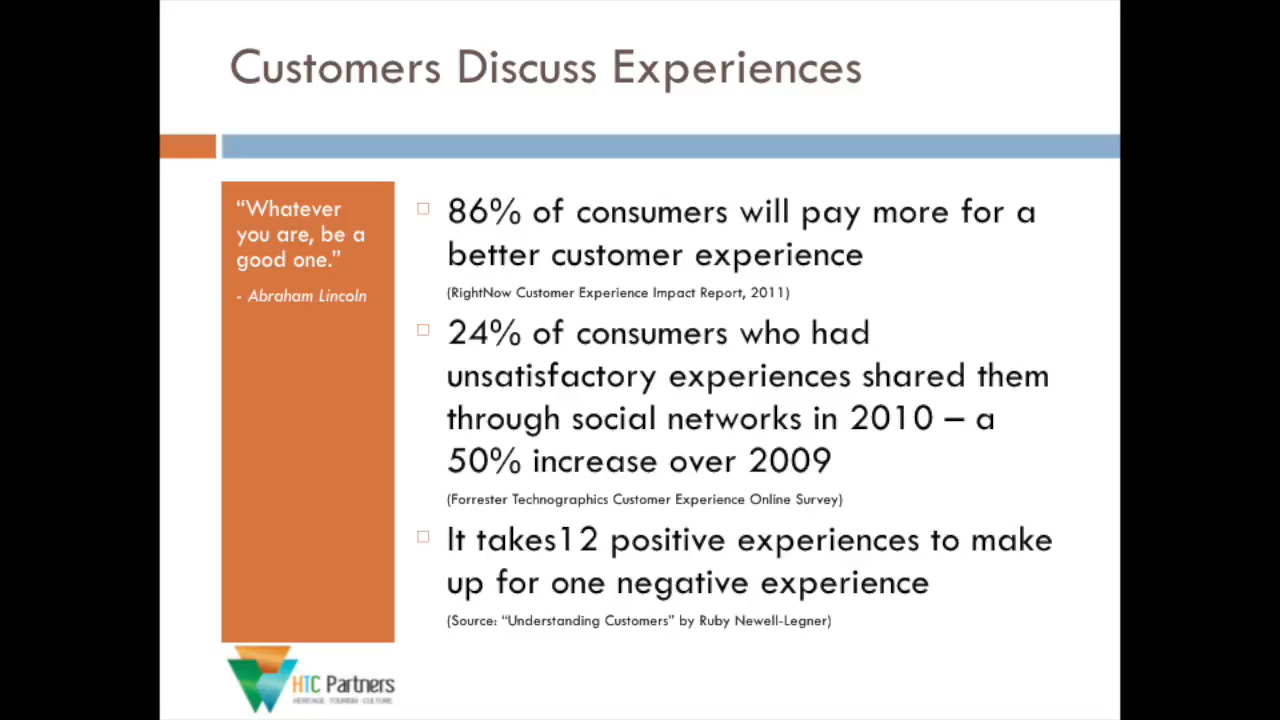 Customers Discuss Experiences
“Whatever
you are, be a
good one.”
- Abraham Lincoln
□ 86% of consumers will pay more for a
better customer experience
(RightNow Customer Experience Impact Report, 2011)
□ 24% of consumers who had
unsatisfactory experiences shared them
through social networks in 2010 – a
50% increase over 2009
(Forrester Technographics Customer Experience Online Survey)
□ It takes12 positive experiences to make
up for one negative experience
(Source: “Understanding Customers” by Ruby Newell-Legner)
HTC Partners
HERITAGE · TOURISM · CULTURE